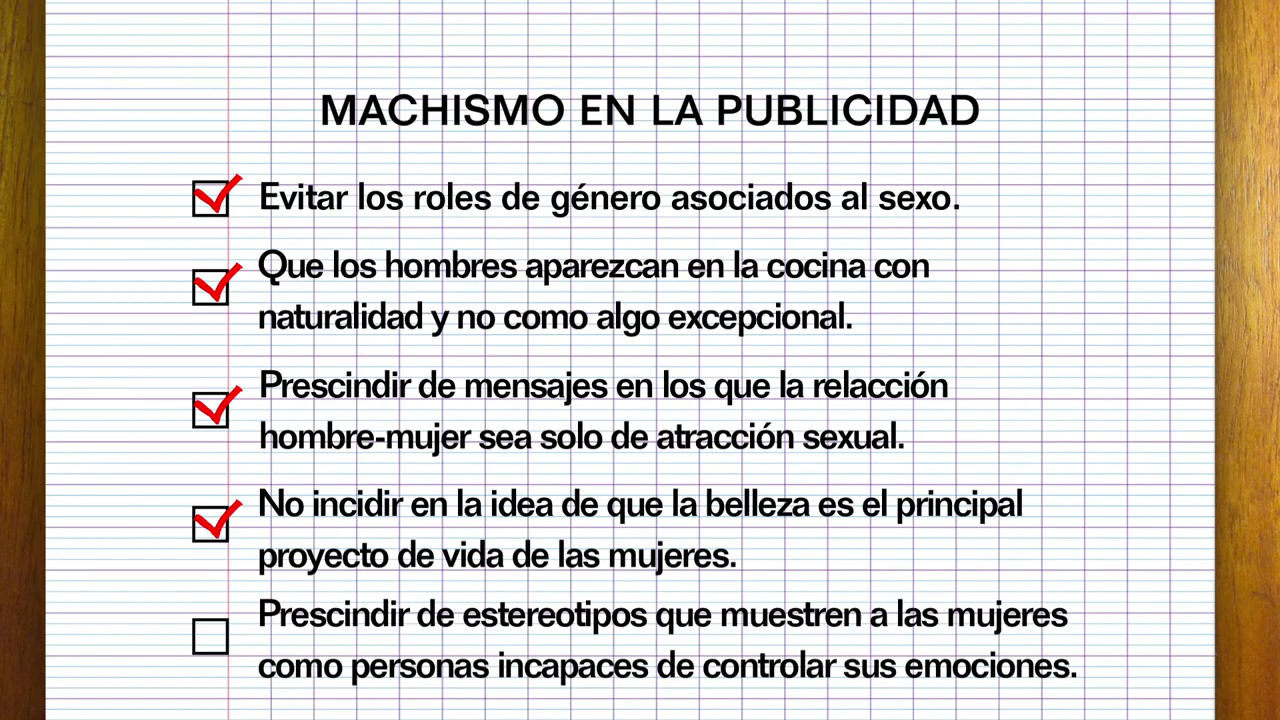 MACHISMO EN LA PUBLICIDAD
Evitar los roles de género asociados al sexo.
Que los hombres aparezcan en la cocina con
naturalidad y no como algo excepcional.
Prescindir de mensajes en los que la relacción
hombre-mujer sea solo de atracción sexual.
No incidir en la idea de que la belleza es el principal
proyecto de vida de las mujeres.
Prescindir de estereotipos que muestren a las mujeres
como personas incapaces de controlar sus emociones.